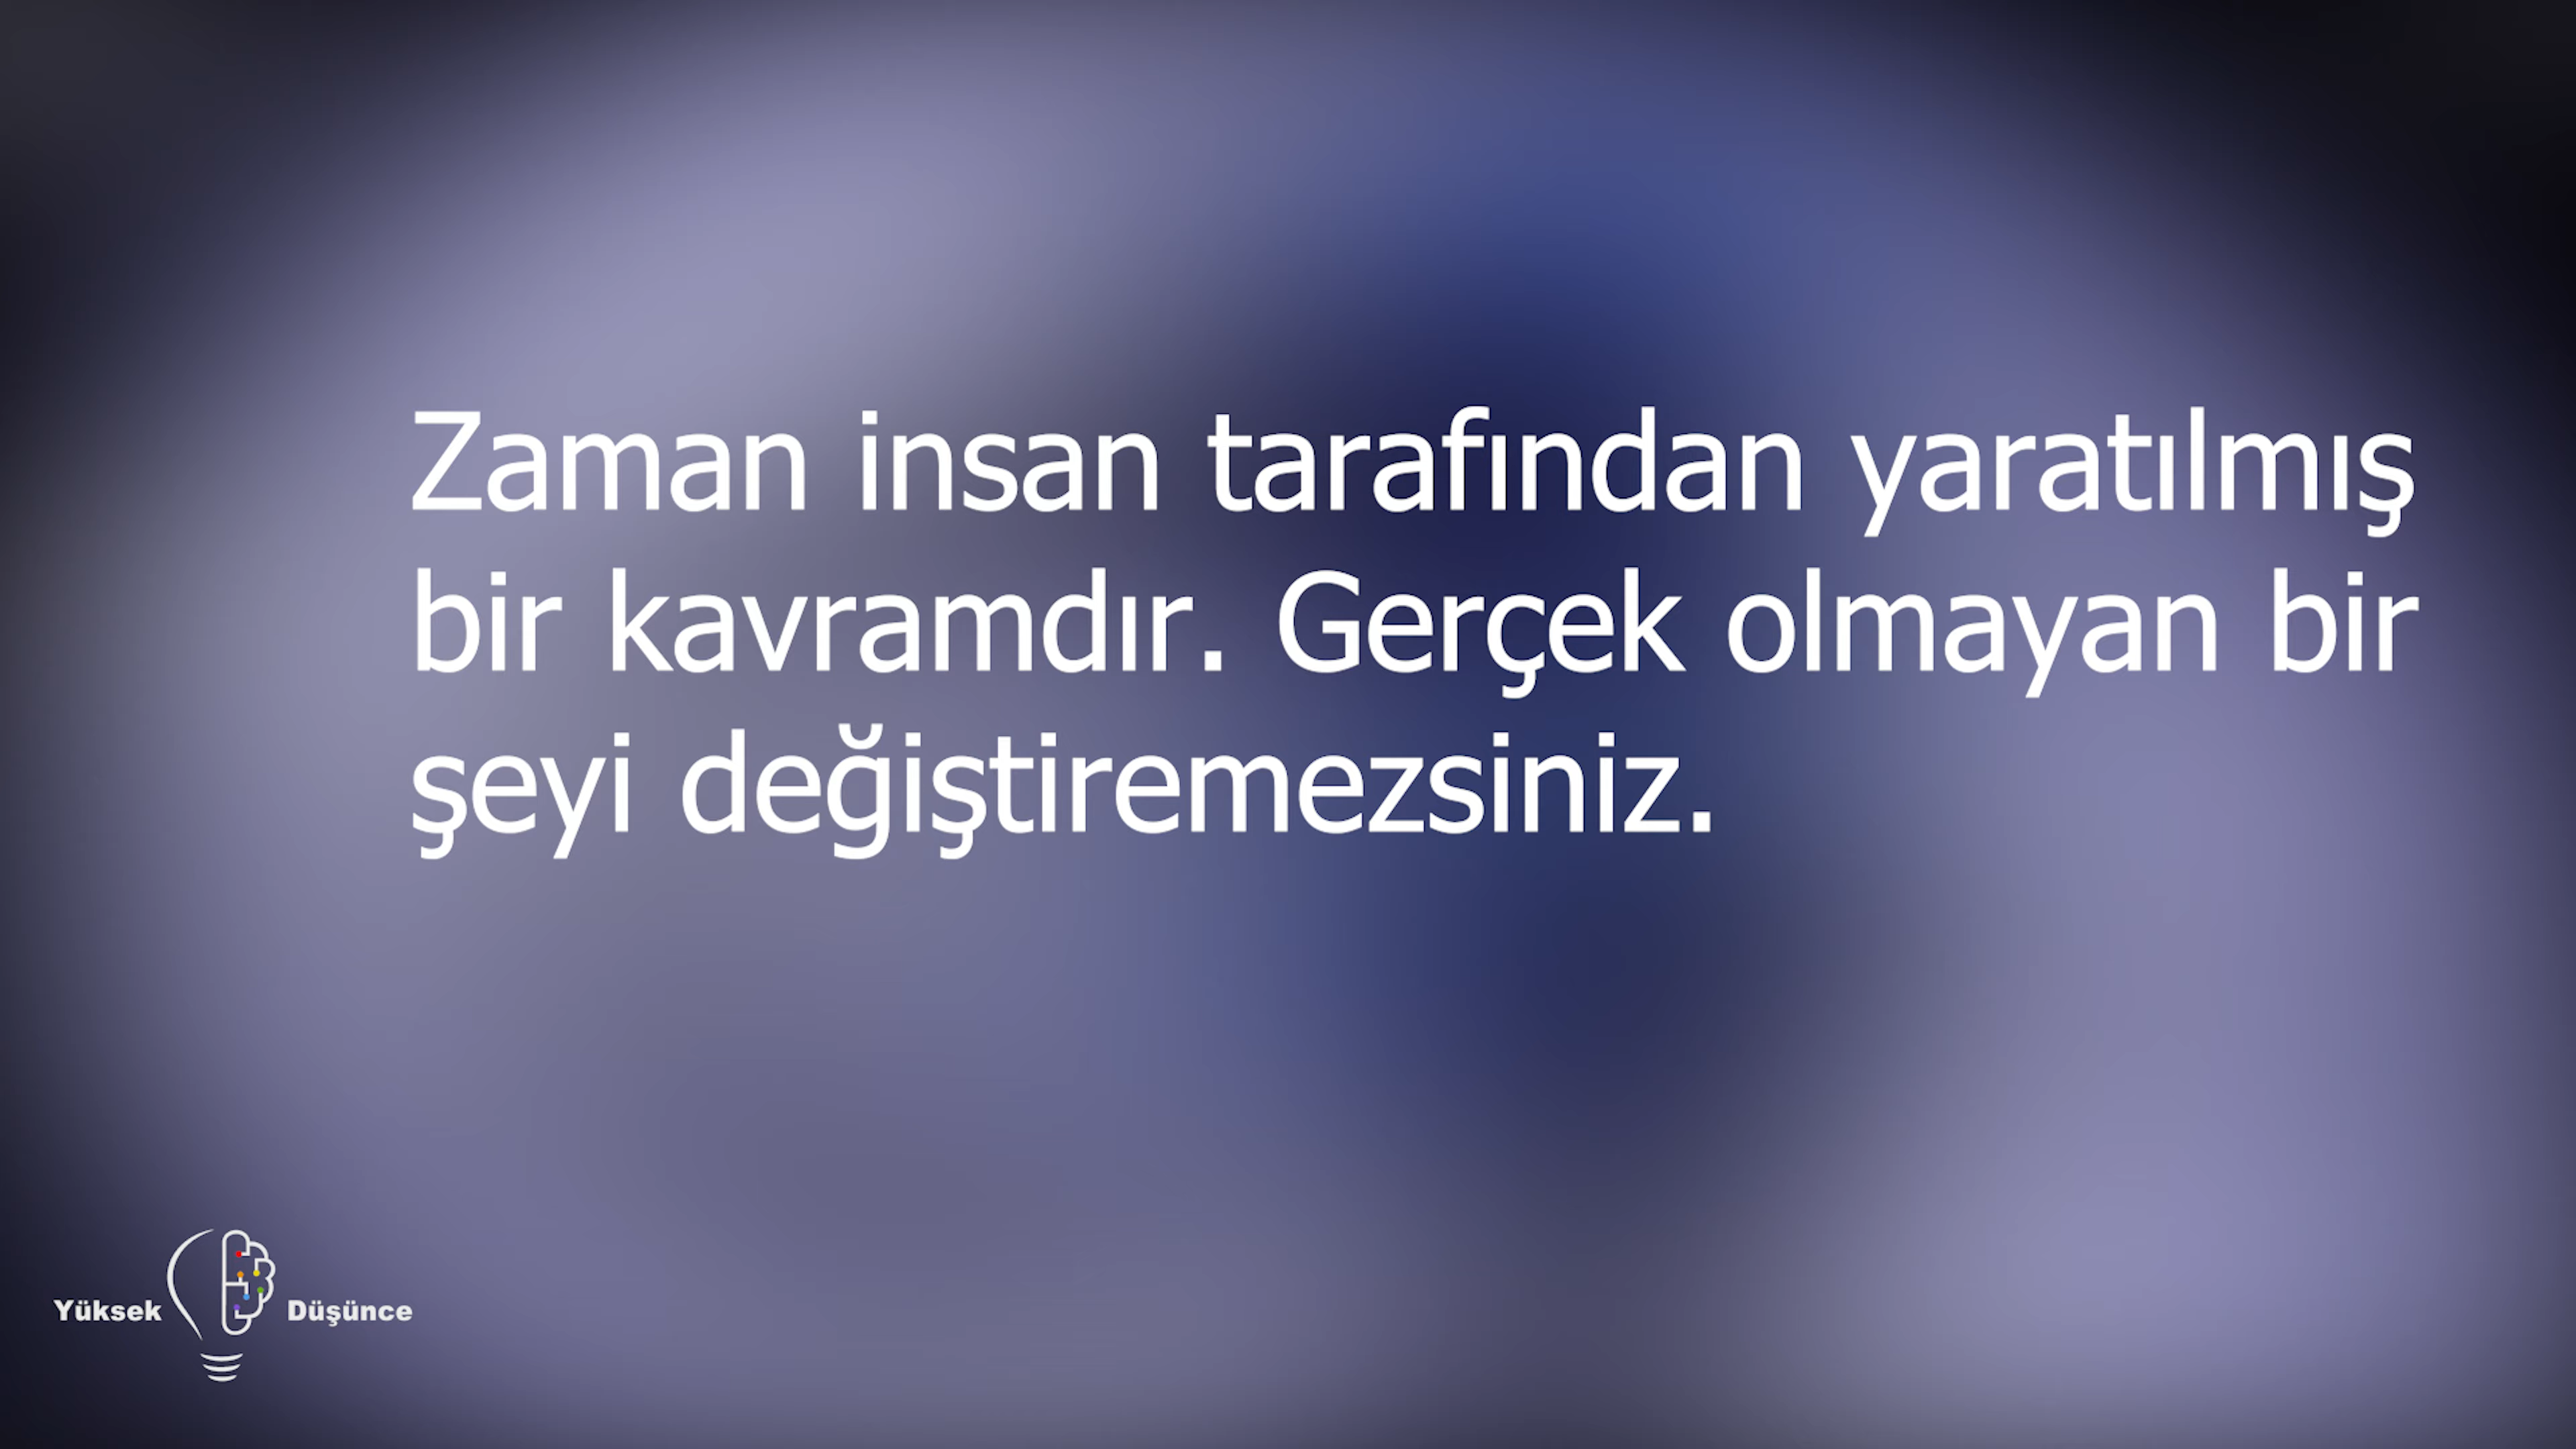 Zaman insan tarafından yaratılmış
bir kavramdır. Gerçek olmayan bir
şeyi değiştiremezsiniz.
Yüksek Düşünce